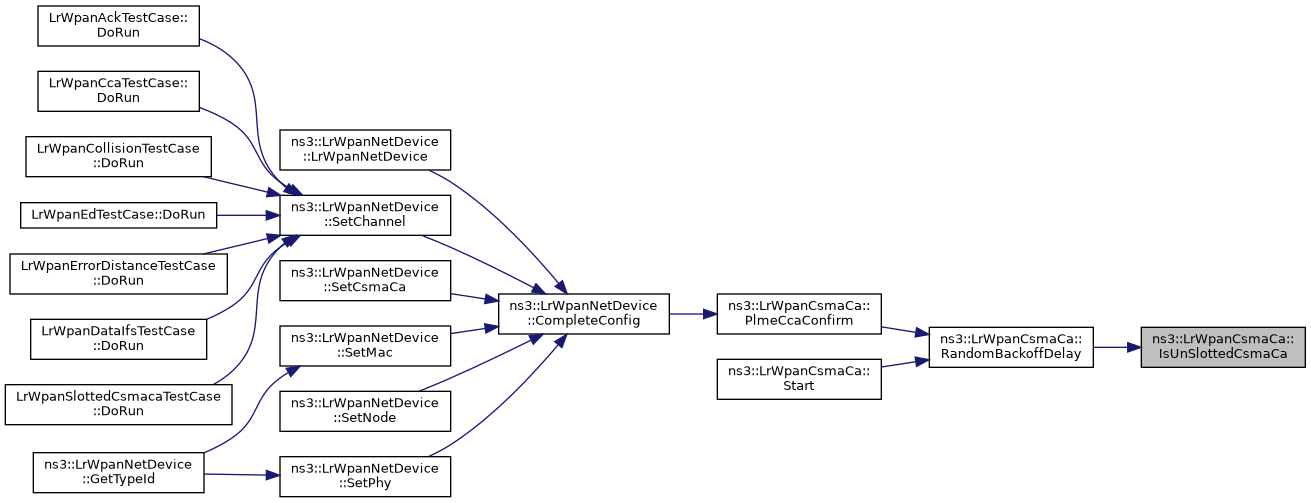 LrWpanAckTestCase::
DoRun
LrWpanCcaTestCase::
DoRun
LrWpanCollisionTestCase
::DoRun
LrWpanEdTestCase::DoRun
LrWpanErrorDistanceTestCase
::DoRun
LrWpanDataIfsTestCase
::DoRun
LrWpanSlottedCsmacaTestCase
::DoRun
ns3::LrWpanNetDevice
::GetTypeId
ns3::LrWpanNetDevice
::LrWpanNetDevice
ns3::LrWpanNetDevice
::SetChannel
ns3::LrWpanNetDevice
::SetCsmaCa
ns3::LrWpanNetDevice
::SetMac
ns3::LrWpanNetDevice
::SetNode
ns3::LrWpanNetDevice
::SetPhy
ns3::LrWpanNetDevice
::CompleteConfig
ns3::LrWpanCsmaCa::
PlmeCcaConfirm
ns3::LrWpanCsmaCa::
Start
ns3::LrWpanCsmaCa::
RandomBackoffDelay
ns3::LrWpanCsmaCa::
IsUnSlottedCsmaCa